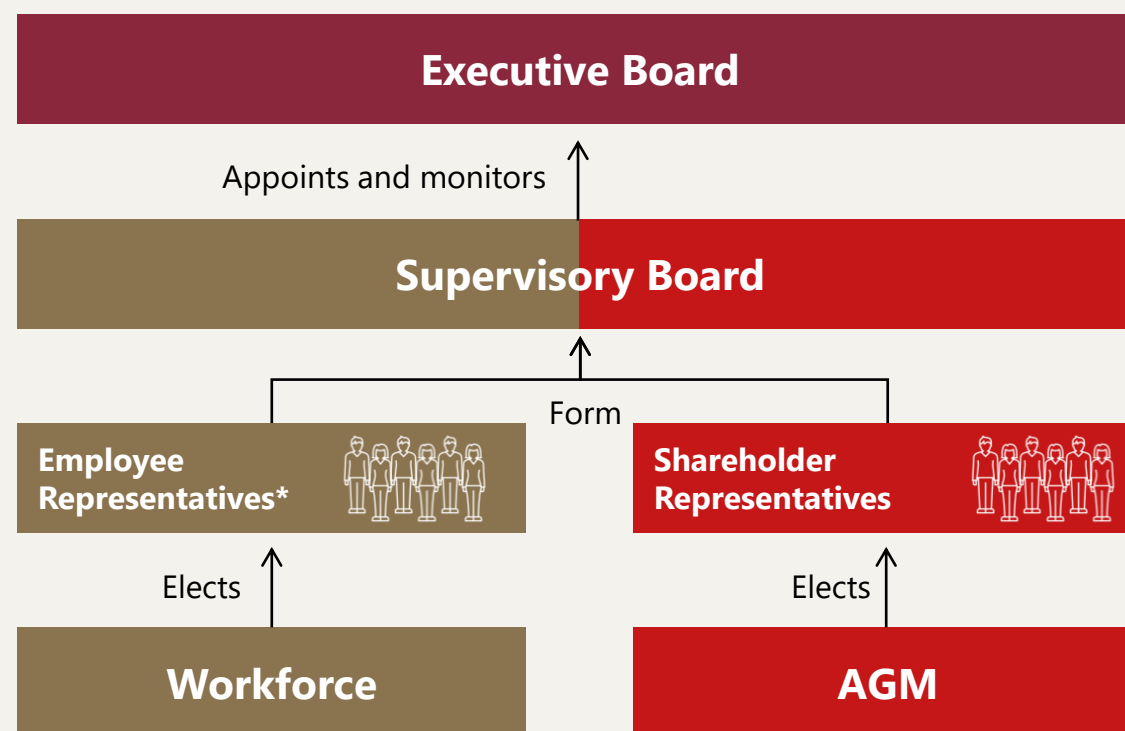 Executive Board
Appoints and monitors
Supervisory Board
Form
Employee
Representatives*
Shareholder
Representatives
Elects
Elects
Workforce
AGM